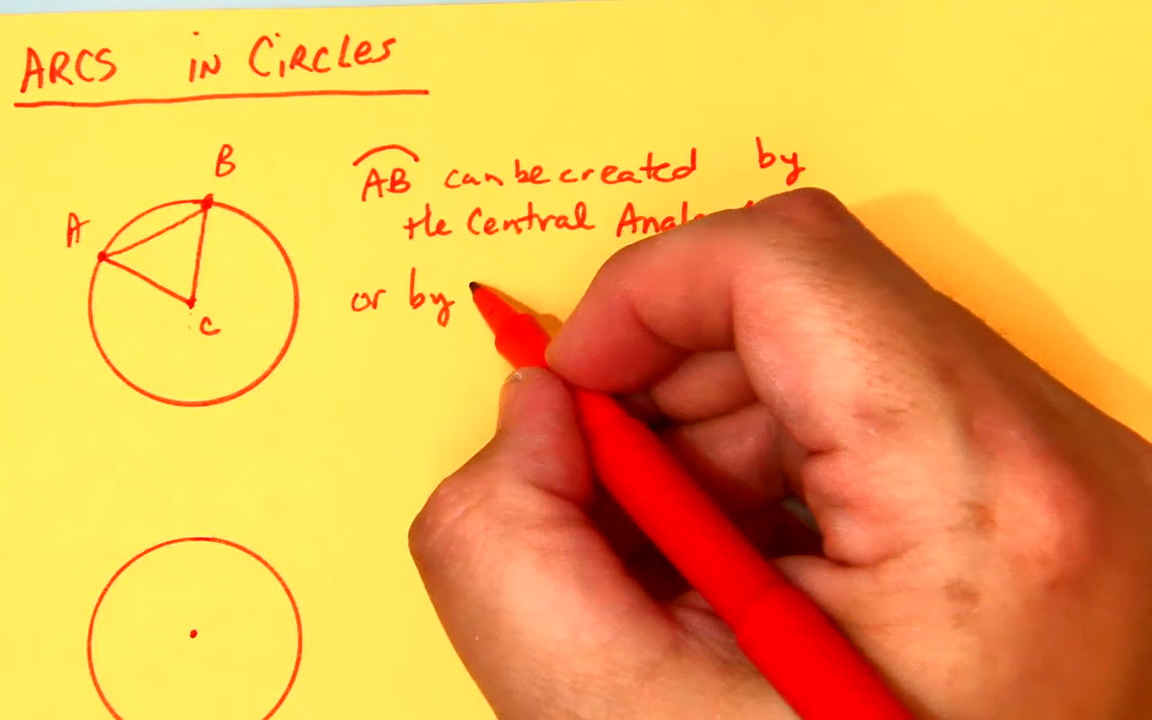 ARCS in Circles
B
A
AB can be created by
the Central
or by
C